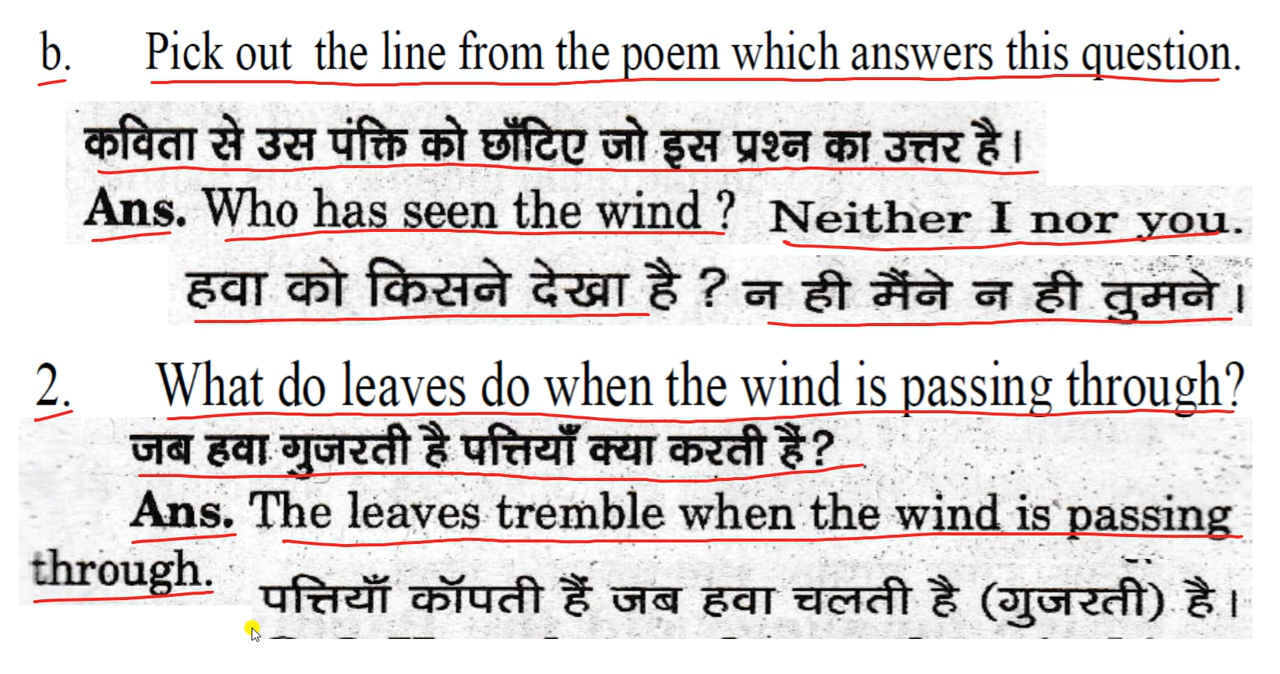 b. Pick out the line from the poem which answers this question.
कविता से उस पंक्ति को छाँटिए जो इस प्रश्न का उत्तर है।
Ans. Who has seen the wind ? Neither I nor you.
हवा को किसने देखा है ? न ही मैंने न ही तुमने।
2. What do leaves do when the wind is passing through?
जब हवा गुजरती है पत्तियाँ क्या करती हैं?
Ans. The leaves tremble when the wind is passing
through.
पत्तियाँ कॉपती हैं जब हवा चलती है (गुजरती) है।